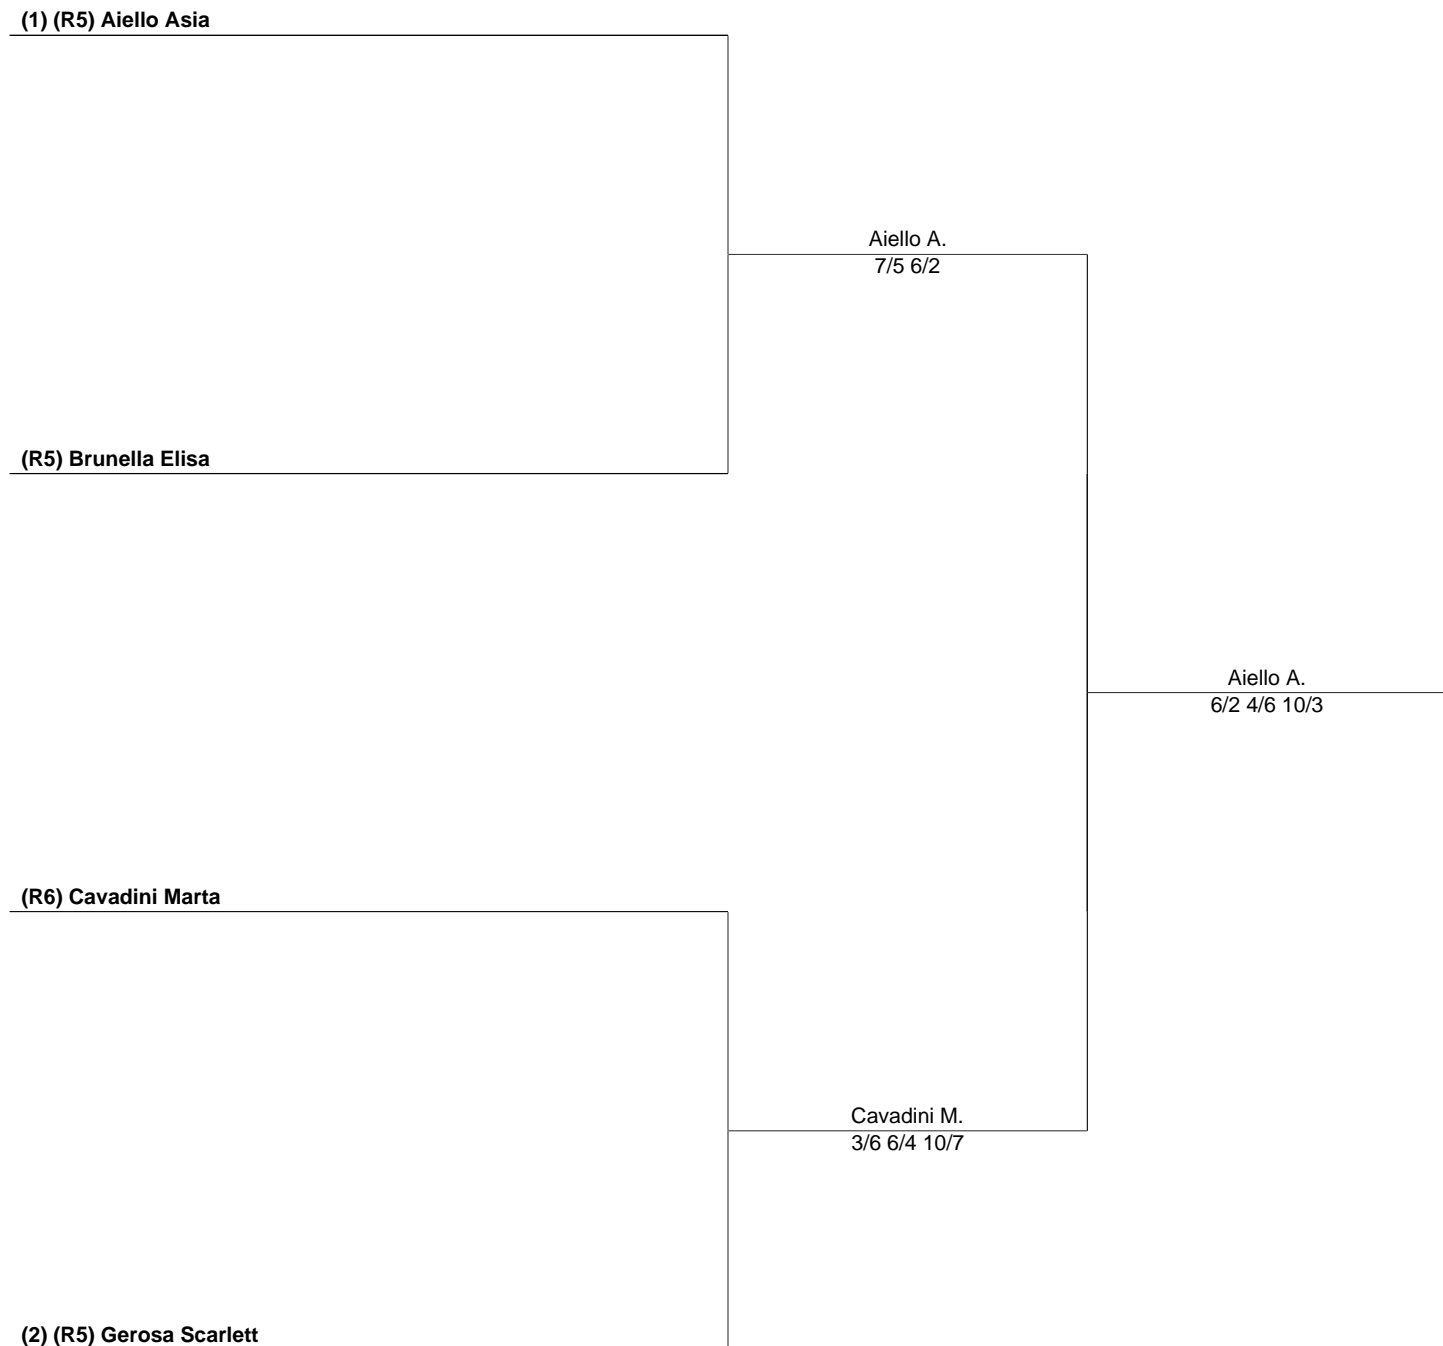 (1) (R5) Aiello Asia
Aiello A.
7/5 6/2
(R5) Brunella Elisa
Aiello A.
6/2 4/6 10/3
(R6) Cavadini Marta
Cavadini M.
3/6 6/4 10/7
(2) (R5) Gerosa Scarlett